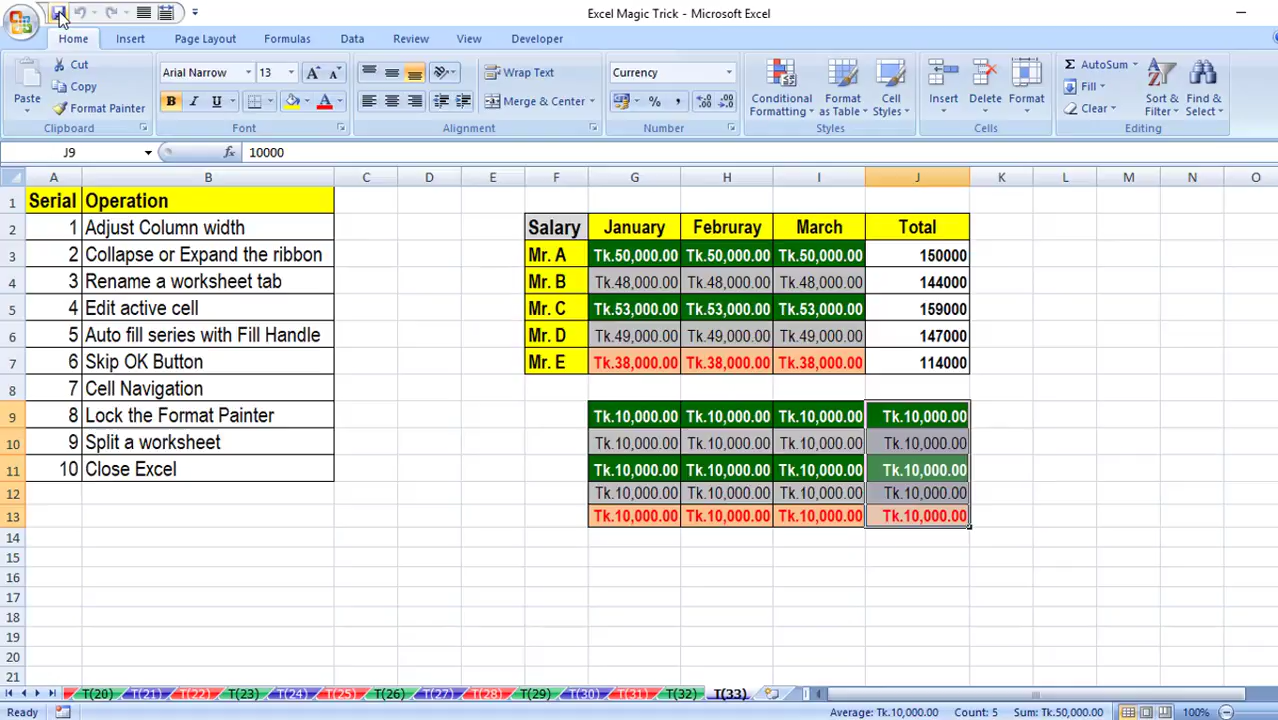 Excel Magic Trick - Microsoft Excel
Home Insert Page Layout Formulas Data Review View Developer
Paste Cut Copy Format Painter Clipboard
Arial Narrow 13 B I U A Font
Wrap Text Merge & Center Alignment
Currency % , Number
Conditional Formatting Format as Table Cell Styles Styles
Insert Delete Format Cells
Σ AutoSum Fill Clear Sort & Filter Find & Select Editing
J9 fx 10000
A B C D E F G H I J K L M N O
1 Serial Operation
2 1 Adjust Column width Salary January Februray March Total
3 2 Collapse or Expand the ribbon Mr. A Tk.50,000.00 Tk.50,000.00 Tk.50,000.00 150000
4 3 Rename a worksheet tab Mr. B Tk.48,000.00 Tk.48,000.00 Tk.48,000.00 144000
5 4 Edit active cell Mr. C Tk.53,000.00 Tk.53,000.00 Tk.53,000.00 159000
6 5 Auto fill series with Fill Handle Mr. D Tk.49,000.00 Tk.49,000.00 Tk.49,000.00 147000
7 6 Skip OK Button Mr. E Tk.38,000.00 Tk.38,000.00 Tk.38,000.00 114000
8 7 Cell Navigation
9 8 Lock the Format Painter Tk.10,000.00 Tk.10,000.00 Tk.10,000.00 Tk.10,000.00
10 9 Split a worksheet Tk.10,000.00 Tk.10,000.00 Tk.10,000.00 Tk.10,000.00
11 10 Close Excel Tk.10,000.00 Tk.10,000.00 Tk.10,000.00 Tk.10,000.00
12 Tk.10,000.00 Tk.10,000.00 Tk.10,000.00 Tk.10,000.00
13 Tk.10,000.00 Tk.10,000.00 Tk.10,000.00 Tk.10,000.00
14
15
16
17
18
19
20
21
T(20) T(21) T(22) T(23) T(24) T(25) T(26) T(27) T(28) T(29) T(30) T(31) T(32) T(33)
Ready Average: Tk.10,000.00 Count: 5 Sum: Tk.50,000.00 100%